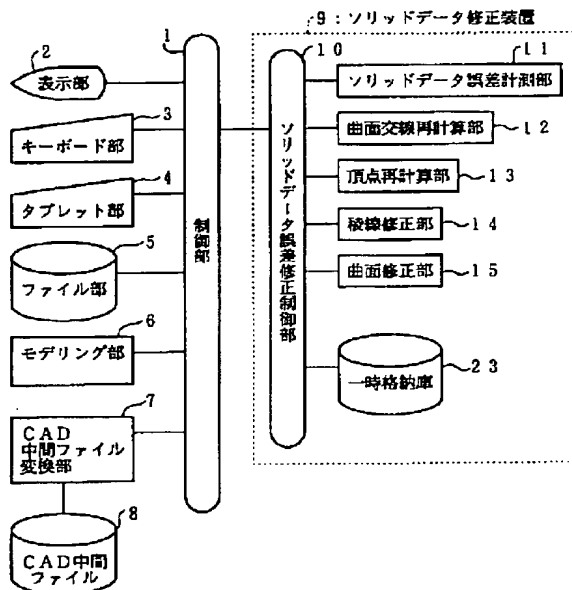 9：ソリッドデータ修正装置
1
10
11
2
表示部
ソリッドデータ誤差計測部
3
キーボード部
曲面交線再計算部
12
4
タブレット部
頂点再計算部
13
制御部
ソリッドデータ誤差修正制御部
稜線修正部
14
5
ファイル部
曲面修正部
15
6
モデリング部
23
一時格納庫
7
CAD
中間ファイル
変換部
8
CAD中間
ファイル